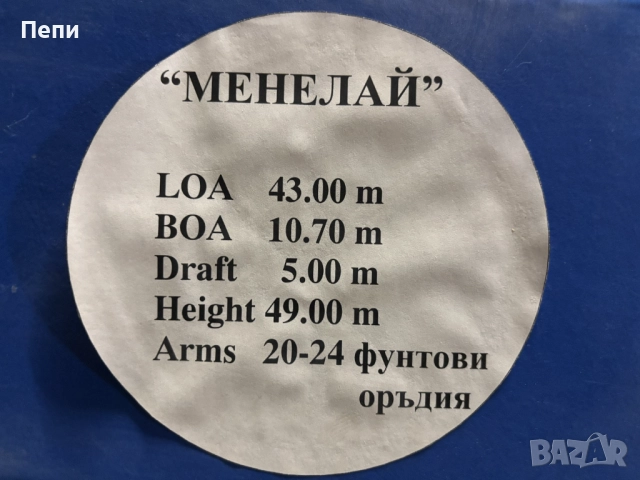 Пепи
“МЕНЕЛАЙ”
LOA 43.00 m
BOA 10.70 m
Draft 5.00 m
Height 49.00 m
Arms 20-24 фунтови
оръдия
BAZAR